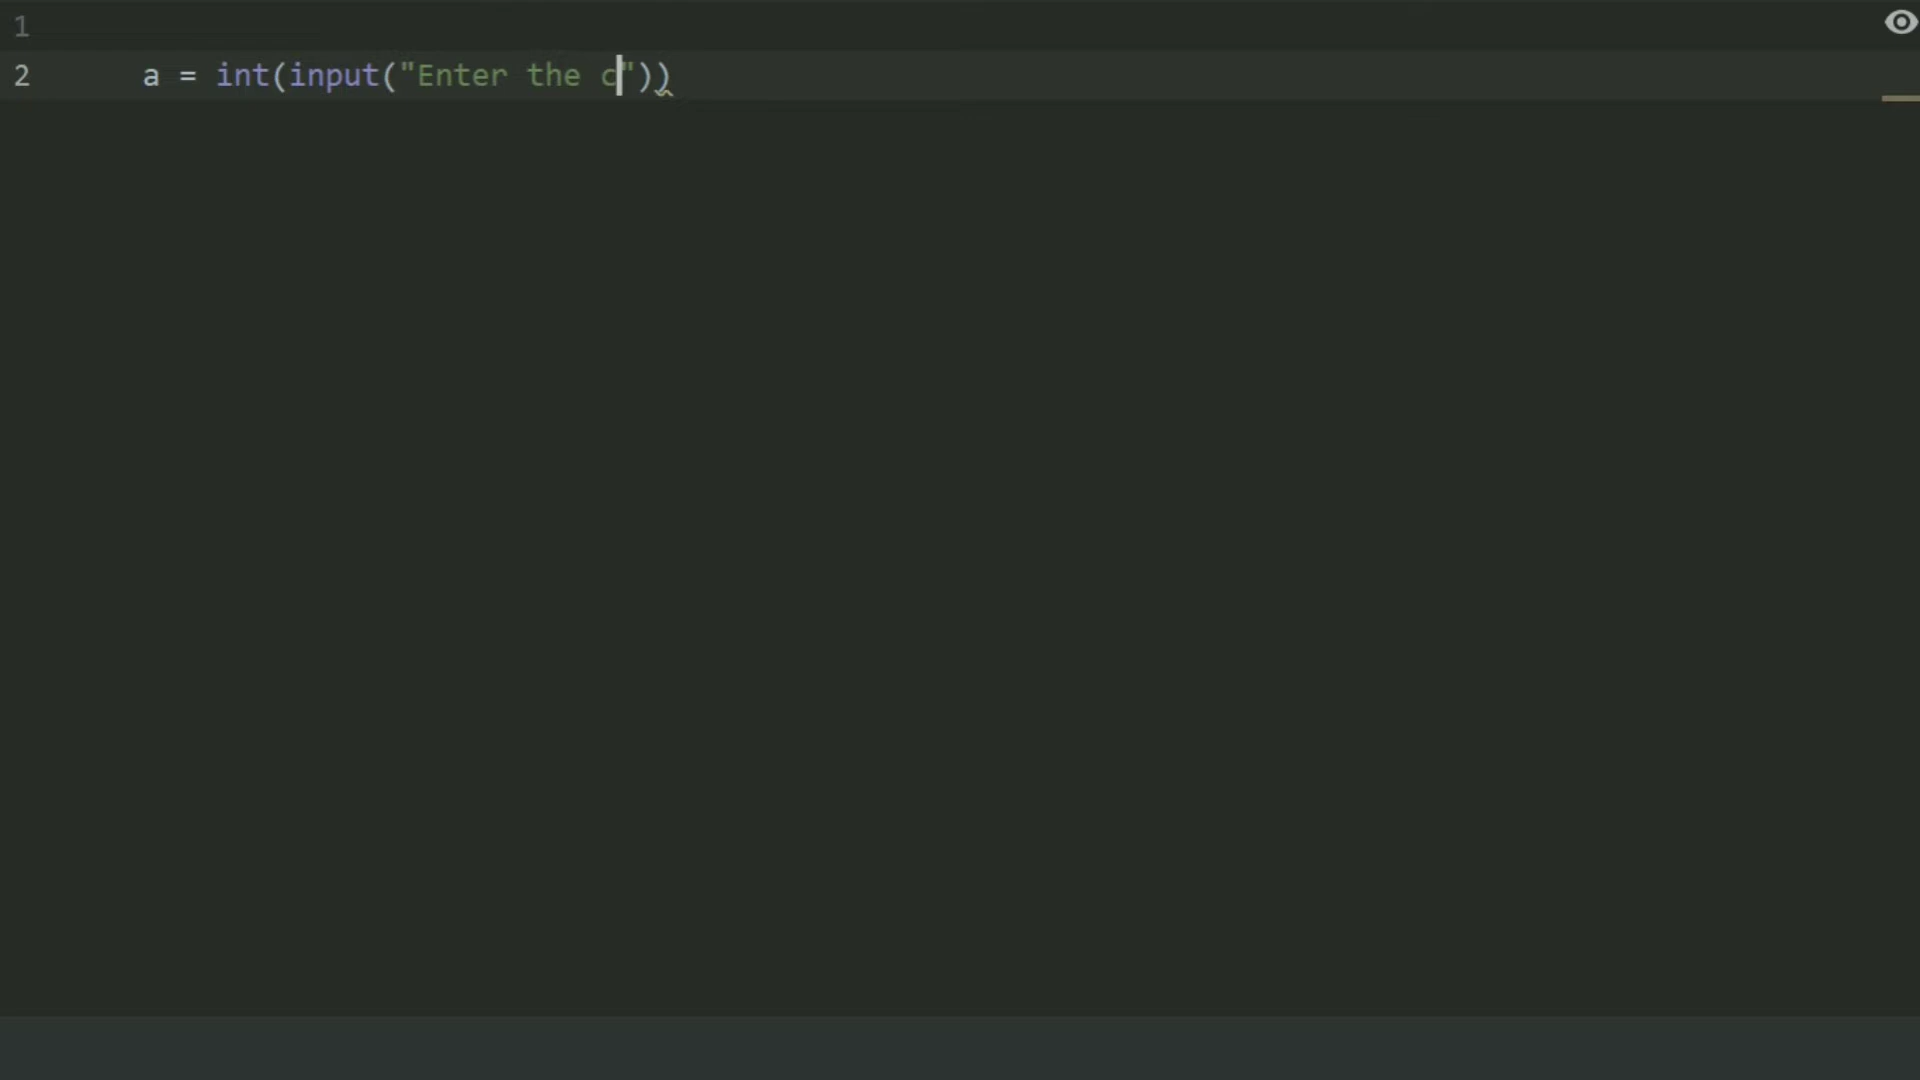 1
2 a = int(input("Enter the c"))